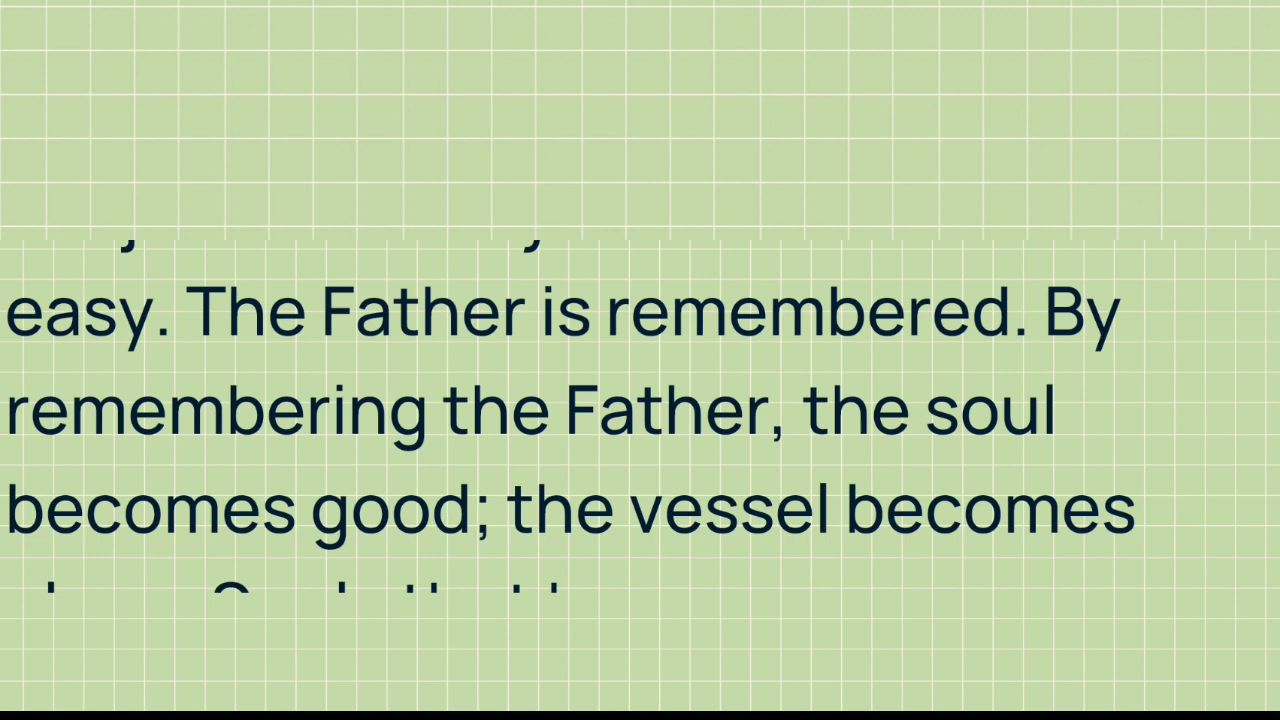 easy. The Father is remembered. By
remembering the Father, the soul
becomes good; the vessel becomes